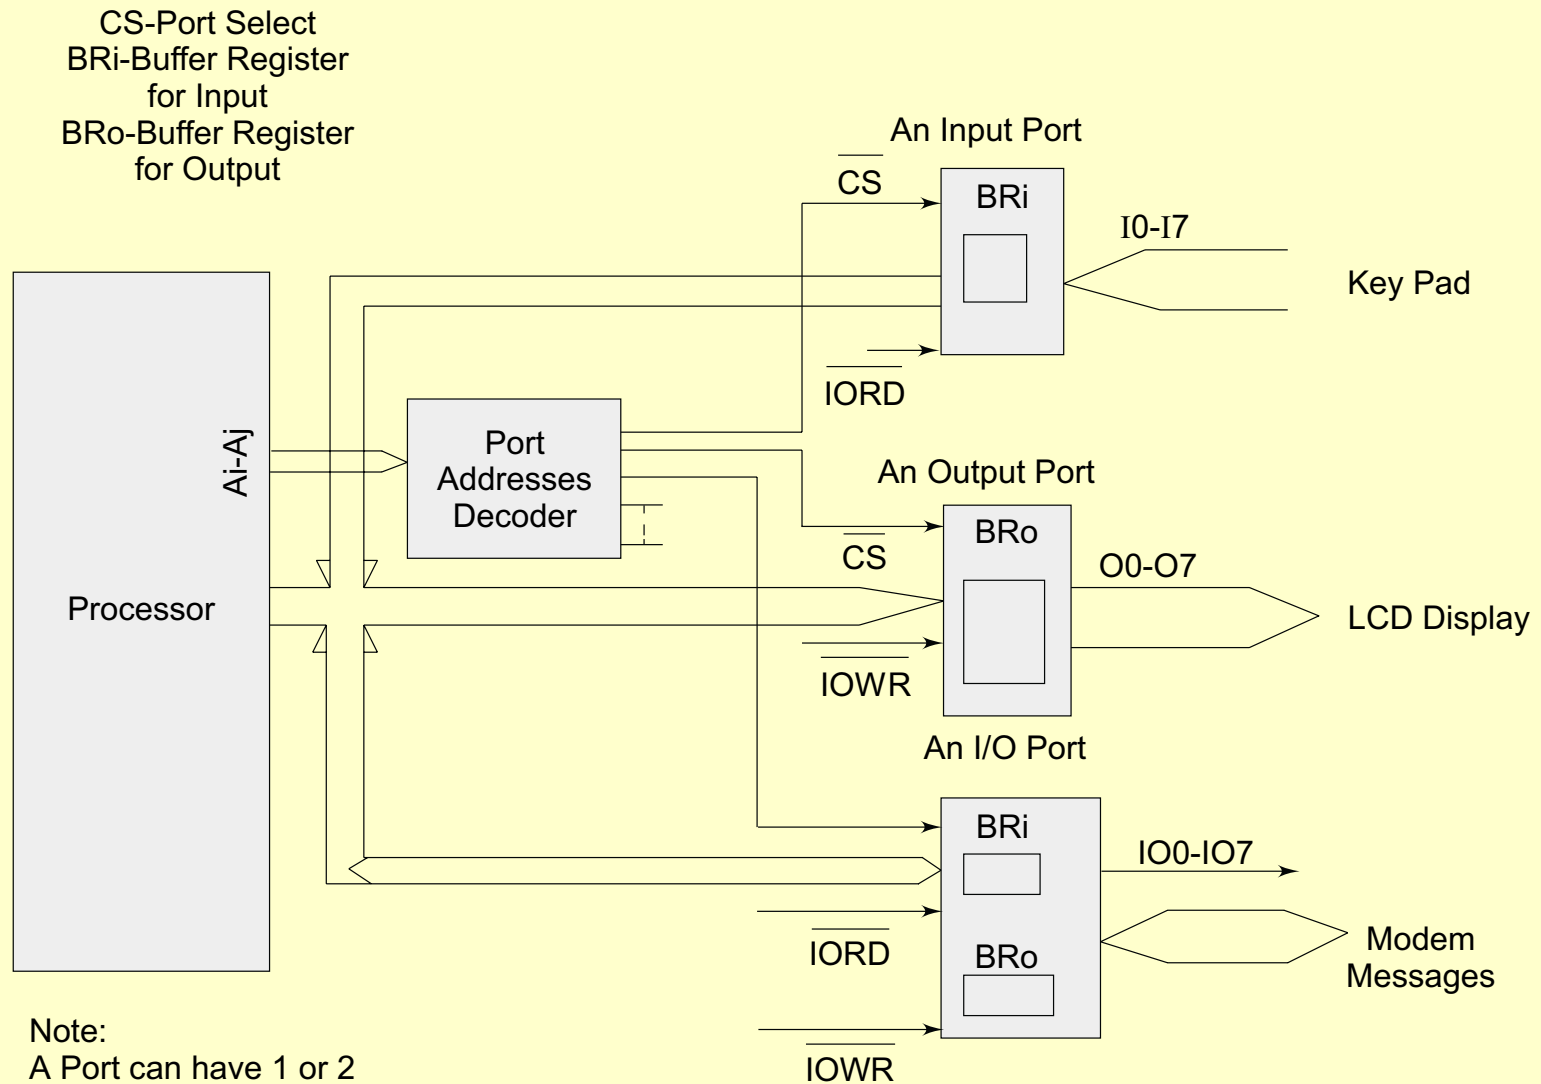 CS-Port Select
BRi-Buffer Register
for Input
BRo-Buffer Register
for Output
An Input Port
CS
BRi
I0-I7
Key Pad
IORD
Ai-Aj
Port
Addresses
Decoder
An Output Port
BRo
CS
O0-O7
Processor
LCD Display
IOWR
An I/O Port
BRi
IO0-IO7
IORD
BRo
Modem
Messages
IOWR
Note:
A Port can have 1 or 2